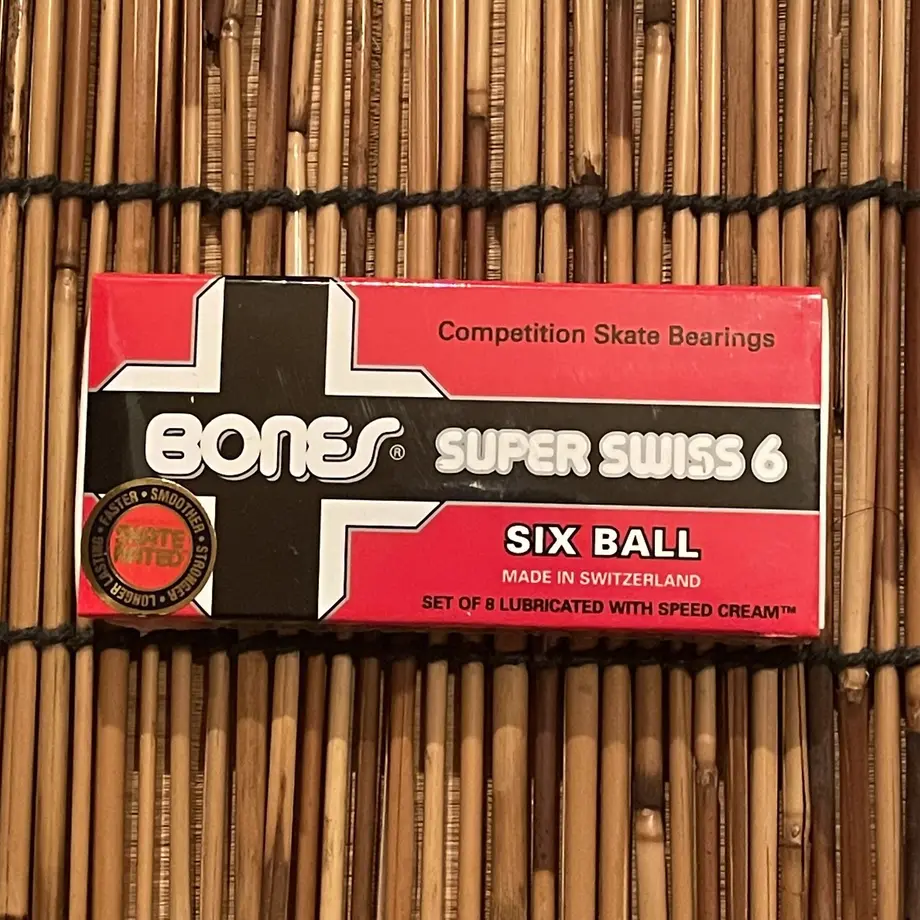 Competition Skate Bearings
BONES® SUPER SWISS 6
SIX BALL
MADE IN SWITZERLAND
SET OF 8 LUBRICATED WITH SPEED CREAM™
FASTER • SMOOTHER • STRONGER • LONGER LASTING •
SKATE
RATED™